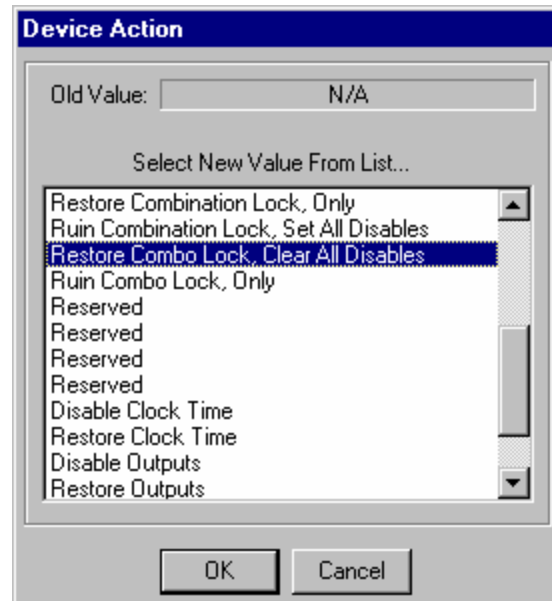 Device Action
Old Value: N/A
Select New Value From List...
Restore Combination Lock, Only
Ruin Combination Lock, Set All Disables
Restore Combo Lock, Clear All Disables
Ruin Combo Lock, Only
Reserved
Reserved
Reserved
Reserved
Disable Clock Time
Restore Clock Time
Disable Outputs
Restore Outputs
OK Cancel